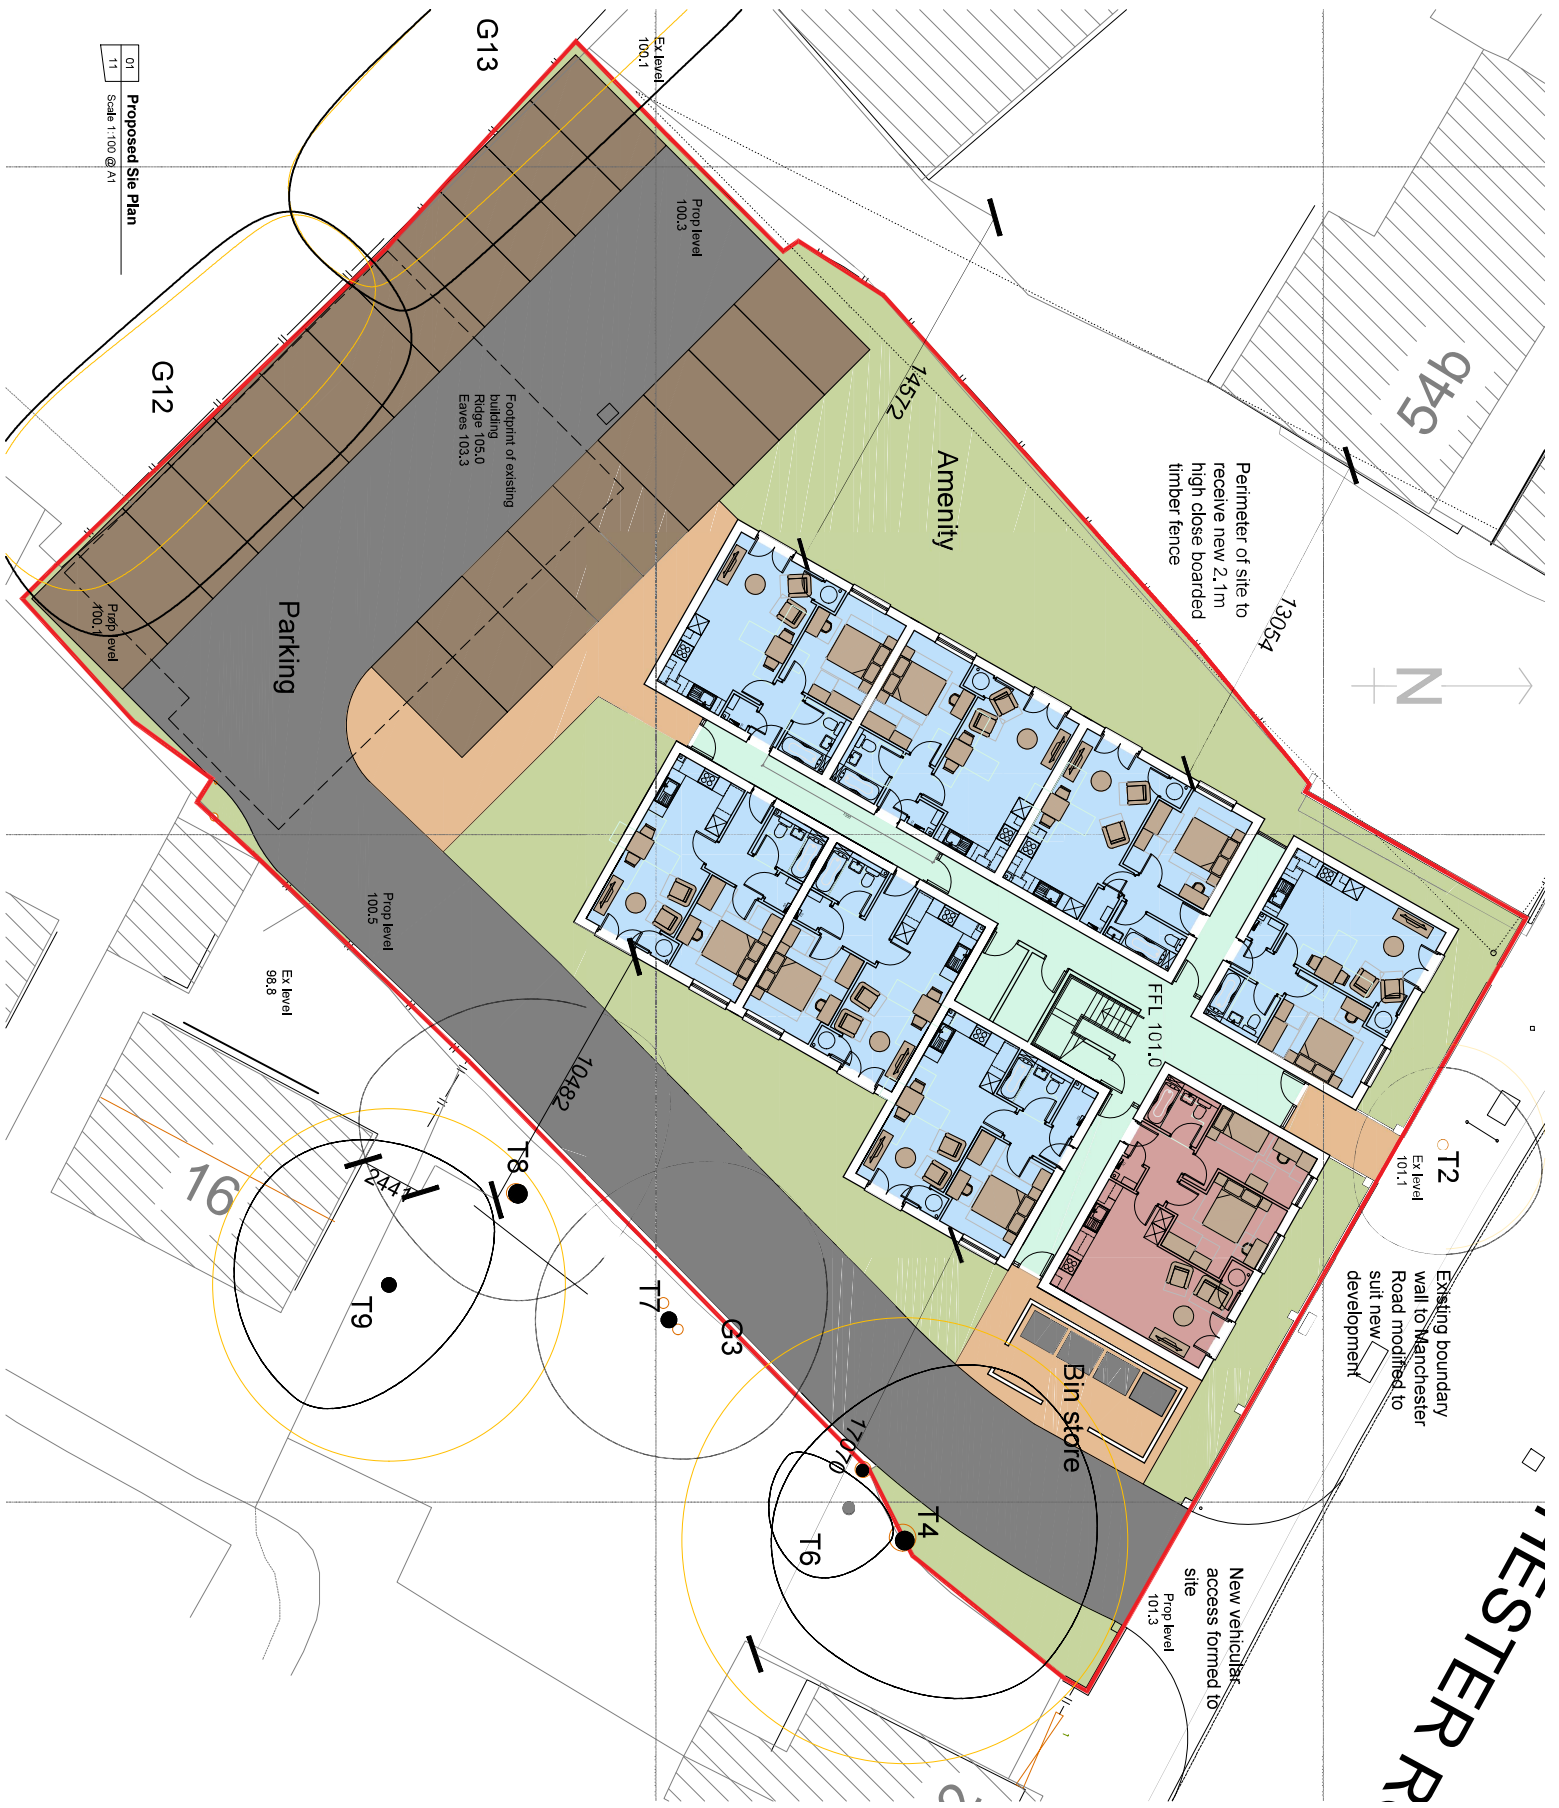 01
11
Proposed Sie Plan
Scale 1:100 @ A1
G13
G12
Ex level
100.1
Prop level
100.3
Footprint of existing
building
Ridge 105.0
Eaves 103.3
Parking
Prop level
100.1
14572
Amenity
54b
Perimeter of site to
receive new 2.1m
high close boarded
timber fence
13054
N
Prop level
100.5
Ex level
98.8
FFL 101.0
10482
T8
2441
16
T9
T7
G3
T2
Ex level
101.1
Existing boundary
wall to Manchester
Road modified to
suit new
development
Bin store
17070
T4
T6
New vehicular
access formed to
site
Prop level
101.3